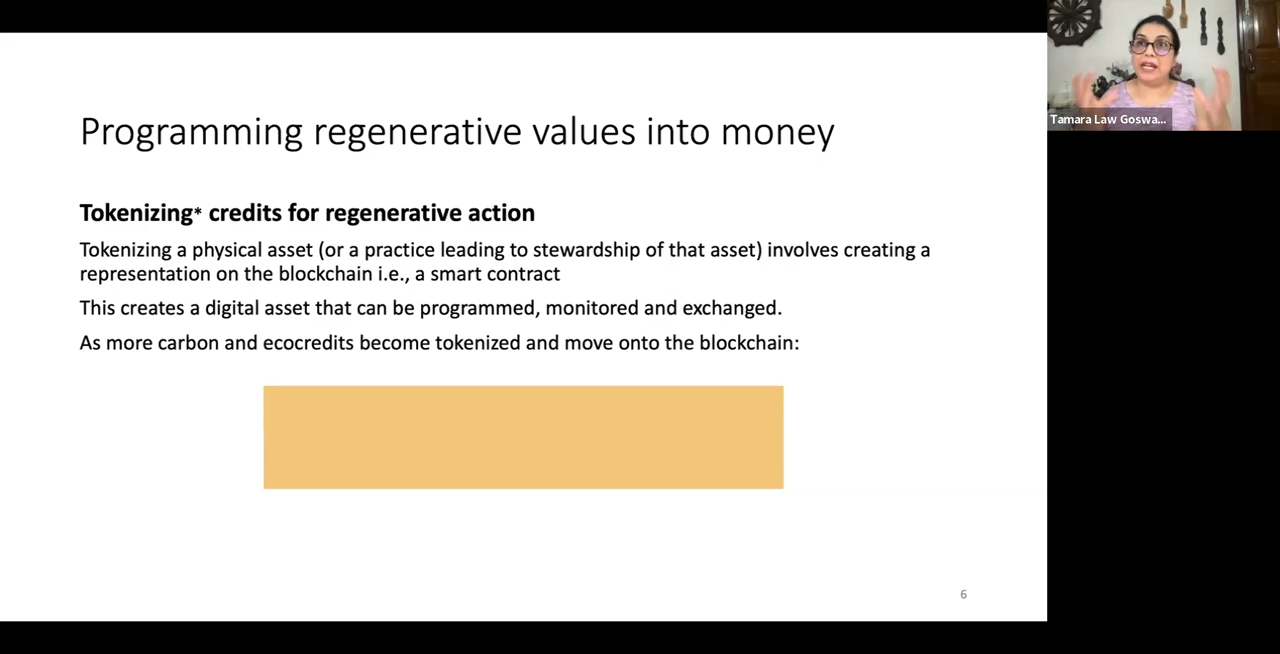 Programming regenerative values into money
Tokenizing* credits for regenerative action
Tokenizing a physical asset (or a practice leading to stewardship of that asset) involves creating a
representation on the blockchain i.e., a smart contract
This creates a digital asset that can be programmed, monitored and exchanged.
As more carbon and ecocredits become tokenized and move onto the blockchain:
6
Tamara Law Goswa...